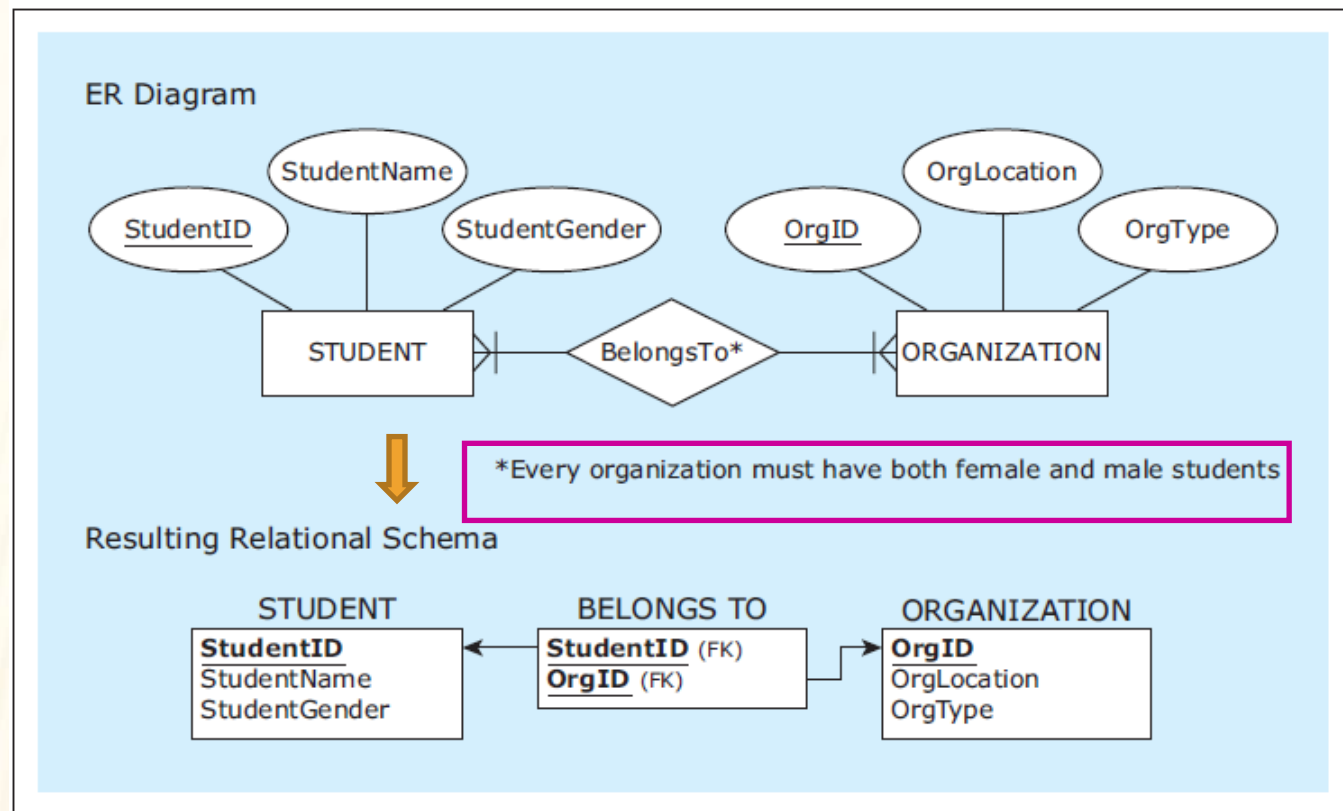 ER Diagram
StudentName
OrgLocation
StudentID
StudentGender
OrgID
OrgType
STUDENT
BelongsTo*
ORGANIZATION
*Every organization must have both female and male students
Resulting Relational Schema
STUDENT
StudentID
StudentName
StudentGender
BELONGS TO
StudentID (FK)
OrgID (FK)
ORGANIZATION
OrgID
OrgLocation
OrgType